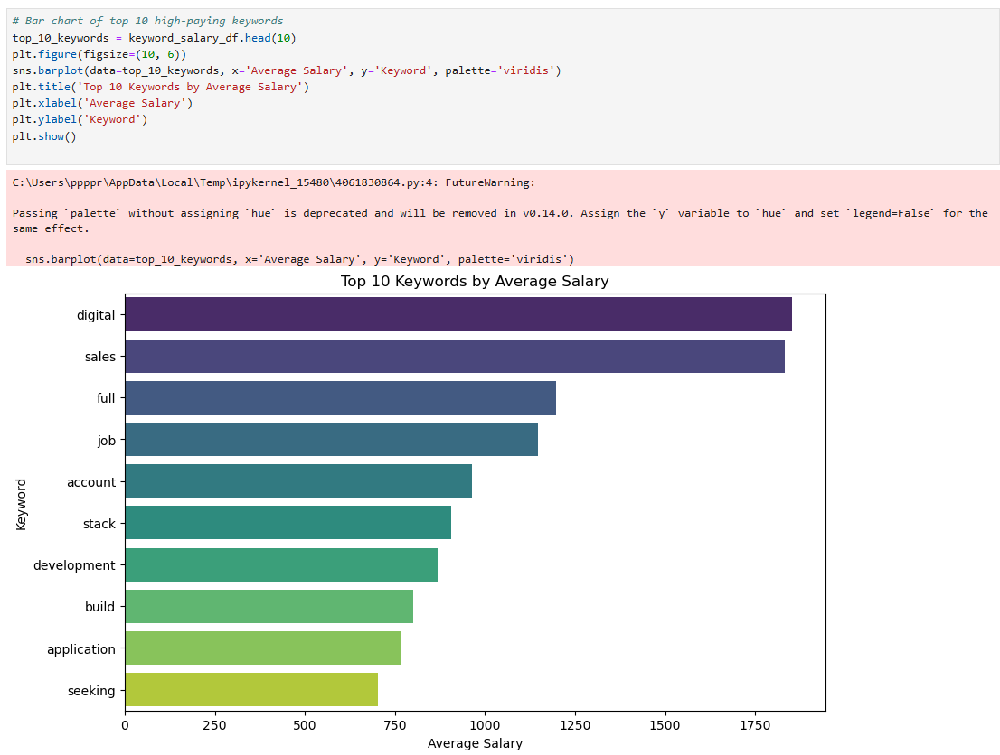 # Bar chart of top 10 high-paying keywords
top_10_keywords = keyword_salary_df.head(10)
plt.figure(figsize=(10, 6))
sns.barplot(data=top_10_keywords, x='Average Salary', y='Keyword', palette='viridis')
plt.title('Top 10 Keywords by Average Salary')
plt.xlabel('Average Salary')
plt.ylabel('Keyword')
plt.show()
C:\Users\ppppr\AppData\Local\Temp\ipykernel_15480\4061830864.py:4: FutureWarning:
Passing `palette` without assigning `hue` is deprecated and will be removed in v0.14.0. Assign the `y` variable to `hue` and set `legend=False` for the
same effect.
sns.barplot(data=top_10_keywords, x='Average Salary', y='Keyword', palette='viridis')
Top 10 Keywords by Average Salary
digital
sales
full
job
account
stack
development
build
application
seeking
Keyword
0 250 500 750 1000 1250 1500 1750
Average Salary